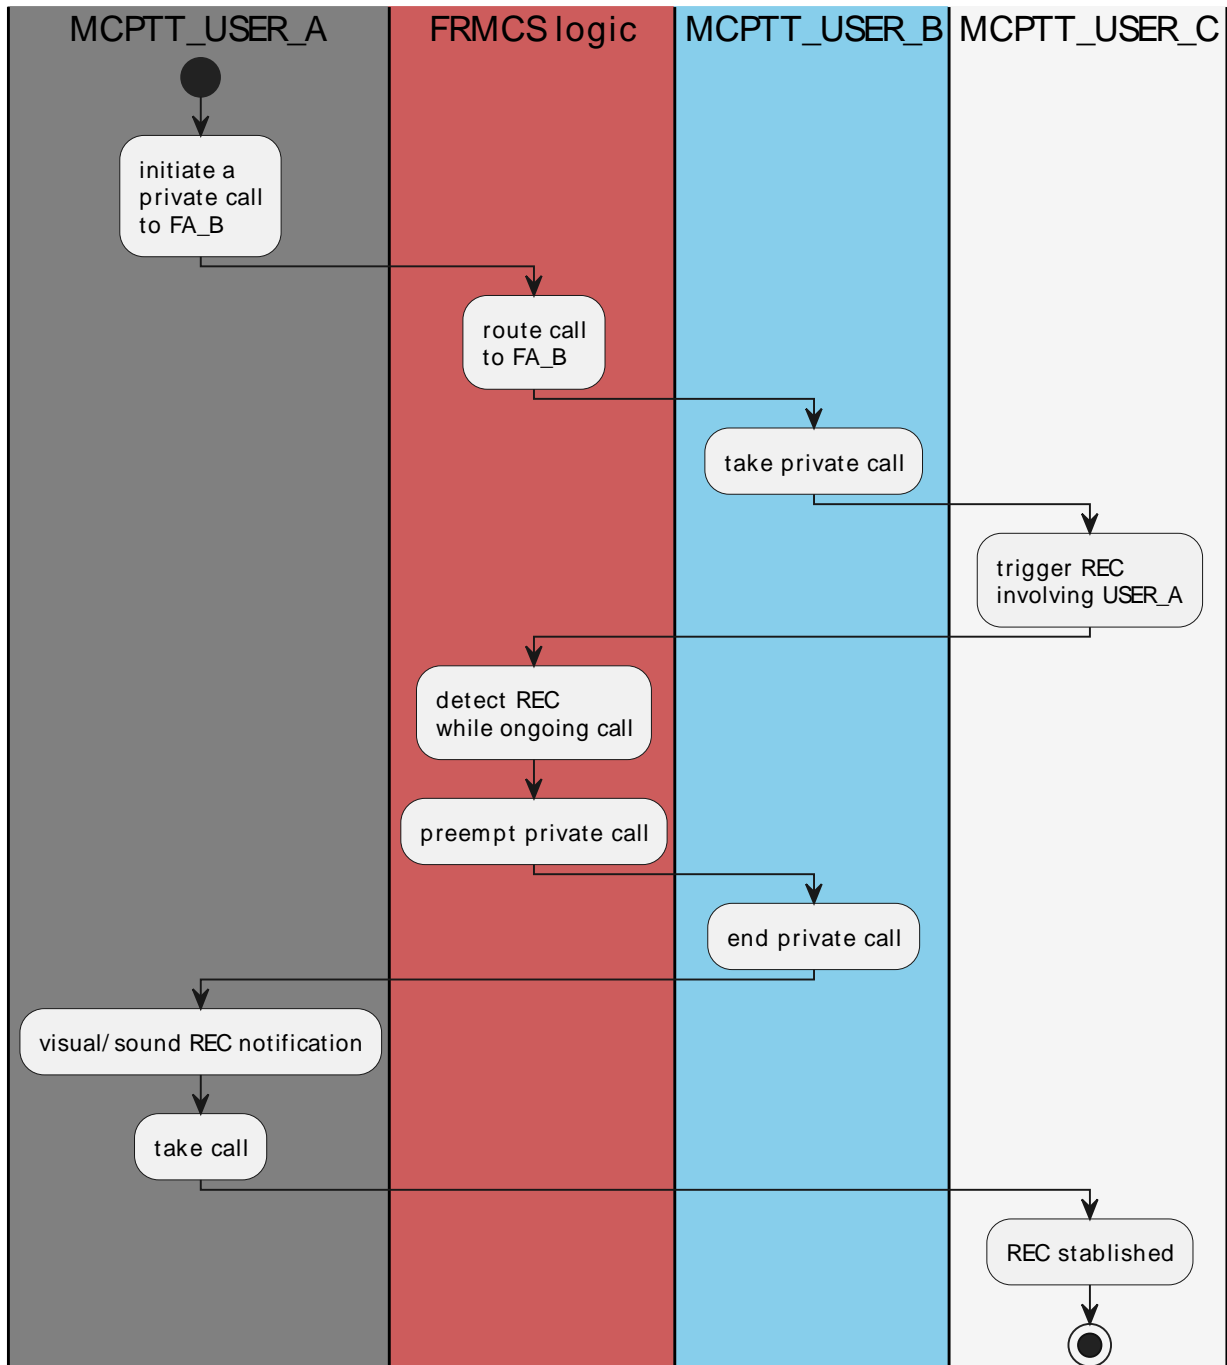 MCPTT_USER_A FRMCS logic MCPTT_USER_B MCPTT_USER_C
initiate a
private call
to FA_B
route call
to FA_B
take private call
trigger REC
involving USER_A
detect REC
while ongoing call
preempt private call
end private call
visual/sound REC notification
take call
REC stablished